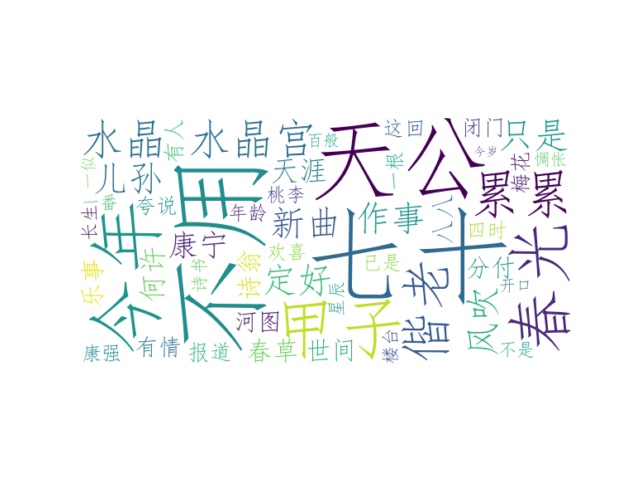 水晶
有人
水晶宫
百般
天公
这回
闭门
只是
今岁
一似
儿孙
不用
天涯
一根
累累
梅花
惆怅
长生
一番
夸说
桃李
年龄
新曲
七十
作事
八八
四时
春光
今年
何许
康宁
诗书
诗翁
欢喜
已是
偕老
分付
乐事
定好
星辰
甲子
开口
风吹
河图
康强
有情
报道
春草
世间
楼台
不是